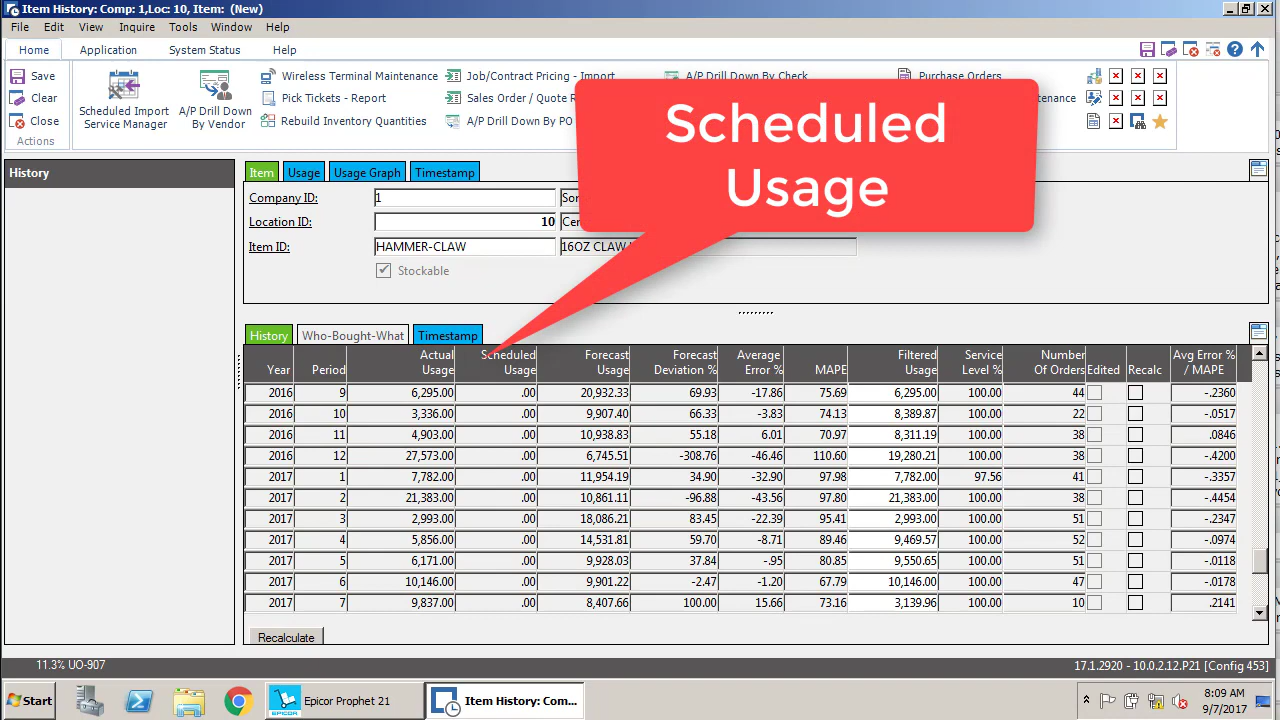 Item History: Comp: 1,Loc: 10, Item: (New)
File Edit View Inquire Tools Window Help
Home Application System Status Help
Save
Clear
Close
Actions
Scheduled Import
Service Manager
A/P Drill Down
By Vendor
Wireless Terminal Maintenance
Pick Tickets - Report
Rebuild Inventory Quantities
Job/Contract Pricing - Import
Sales Order / Quote R
A/P Drill Down By PO
A/P Drill Down By Check
Purchase Orders
Scheduled
Usage
History
Item Usage Usage Graph Timestamp
Company ID: 1
Location ID: 10
Item ID: HAMMER-CLAW 16OZ CLAW
Stockable
History Who-Bought-What Timestamp
Year Period Actual Usage Scheduled Usage Forecast Usage Forecast Deviation % Average Error % MAPE Filtered Usage Service Level % Number Of Orders Edited Recalc Avg Error % / MAPE
2016 9 6,295.00 .00 20,932.33 69.93 -17.86 75.69 6,295.00 100.00 44 -.2360
2016 10 3,336.00 .00 9,907.40 66.33 -3.83 74.13 8,389.87 100.00 22 -.0517
2016 11 4,903.00 .00 10,938.83 55.18 6.01 70.97 8,311.19 100.00 38 .0846
2016 12 27,573.00 .00 6,745.51 -308.76 -46.46 110.60 19,280.21 100.00 38 -.4200
2017 1 7,782.00 .00 11,954.19 34.90 -32.90 97.98 7,782.00 97.56 41 -.3357
2017 2 21,383.00 .00 10,861.11 -96.88 -43.56 97.80 21,383.00 100.00 38 -.4454
2017 3 2,993.00 .00 18,086.21 83.45 -22.39 95.41 2,993.00 100.00 51 -.2347
2017 4 5,856.00 .00 14,531.81 59.70 -8.71 89.46 9,469.57 100.00 52 -.0974
2017 5 6,171.00 .00 9,928.03 37.84 -.95 80.85 9,550.65 100.00 51 -.0118
2017 6 10,146.00 .00 9,901.22 -2.47 -1.20 67.79 10,146.00 100.00 47 -.0178
2017 7 9,837.00 .00 8,407.66 100.00 15.66 73.16 3,139.96 100.00 10 .2141
Recalculate
11.3% UO-907 17.1.2920 - 10.0.2.12.P21 [Config 453]
Start Epicor Prophet 21 Item History: Com...
EPICOR
8:09 AM
9/7/2017